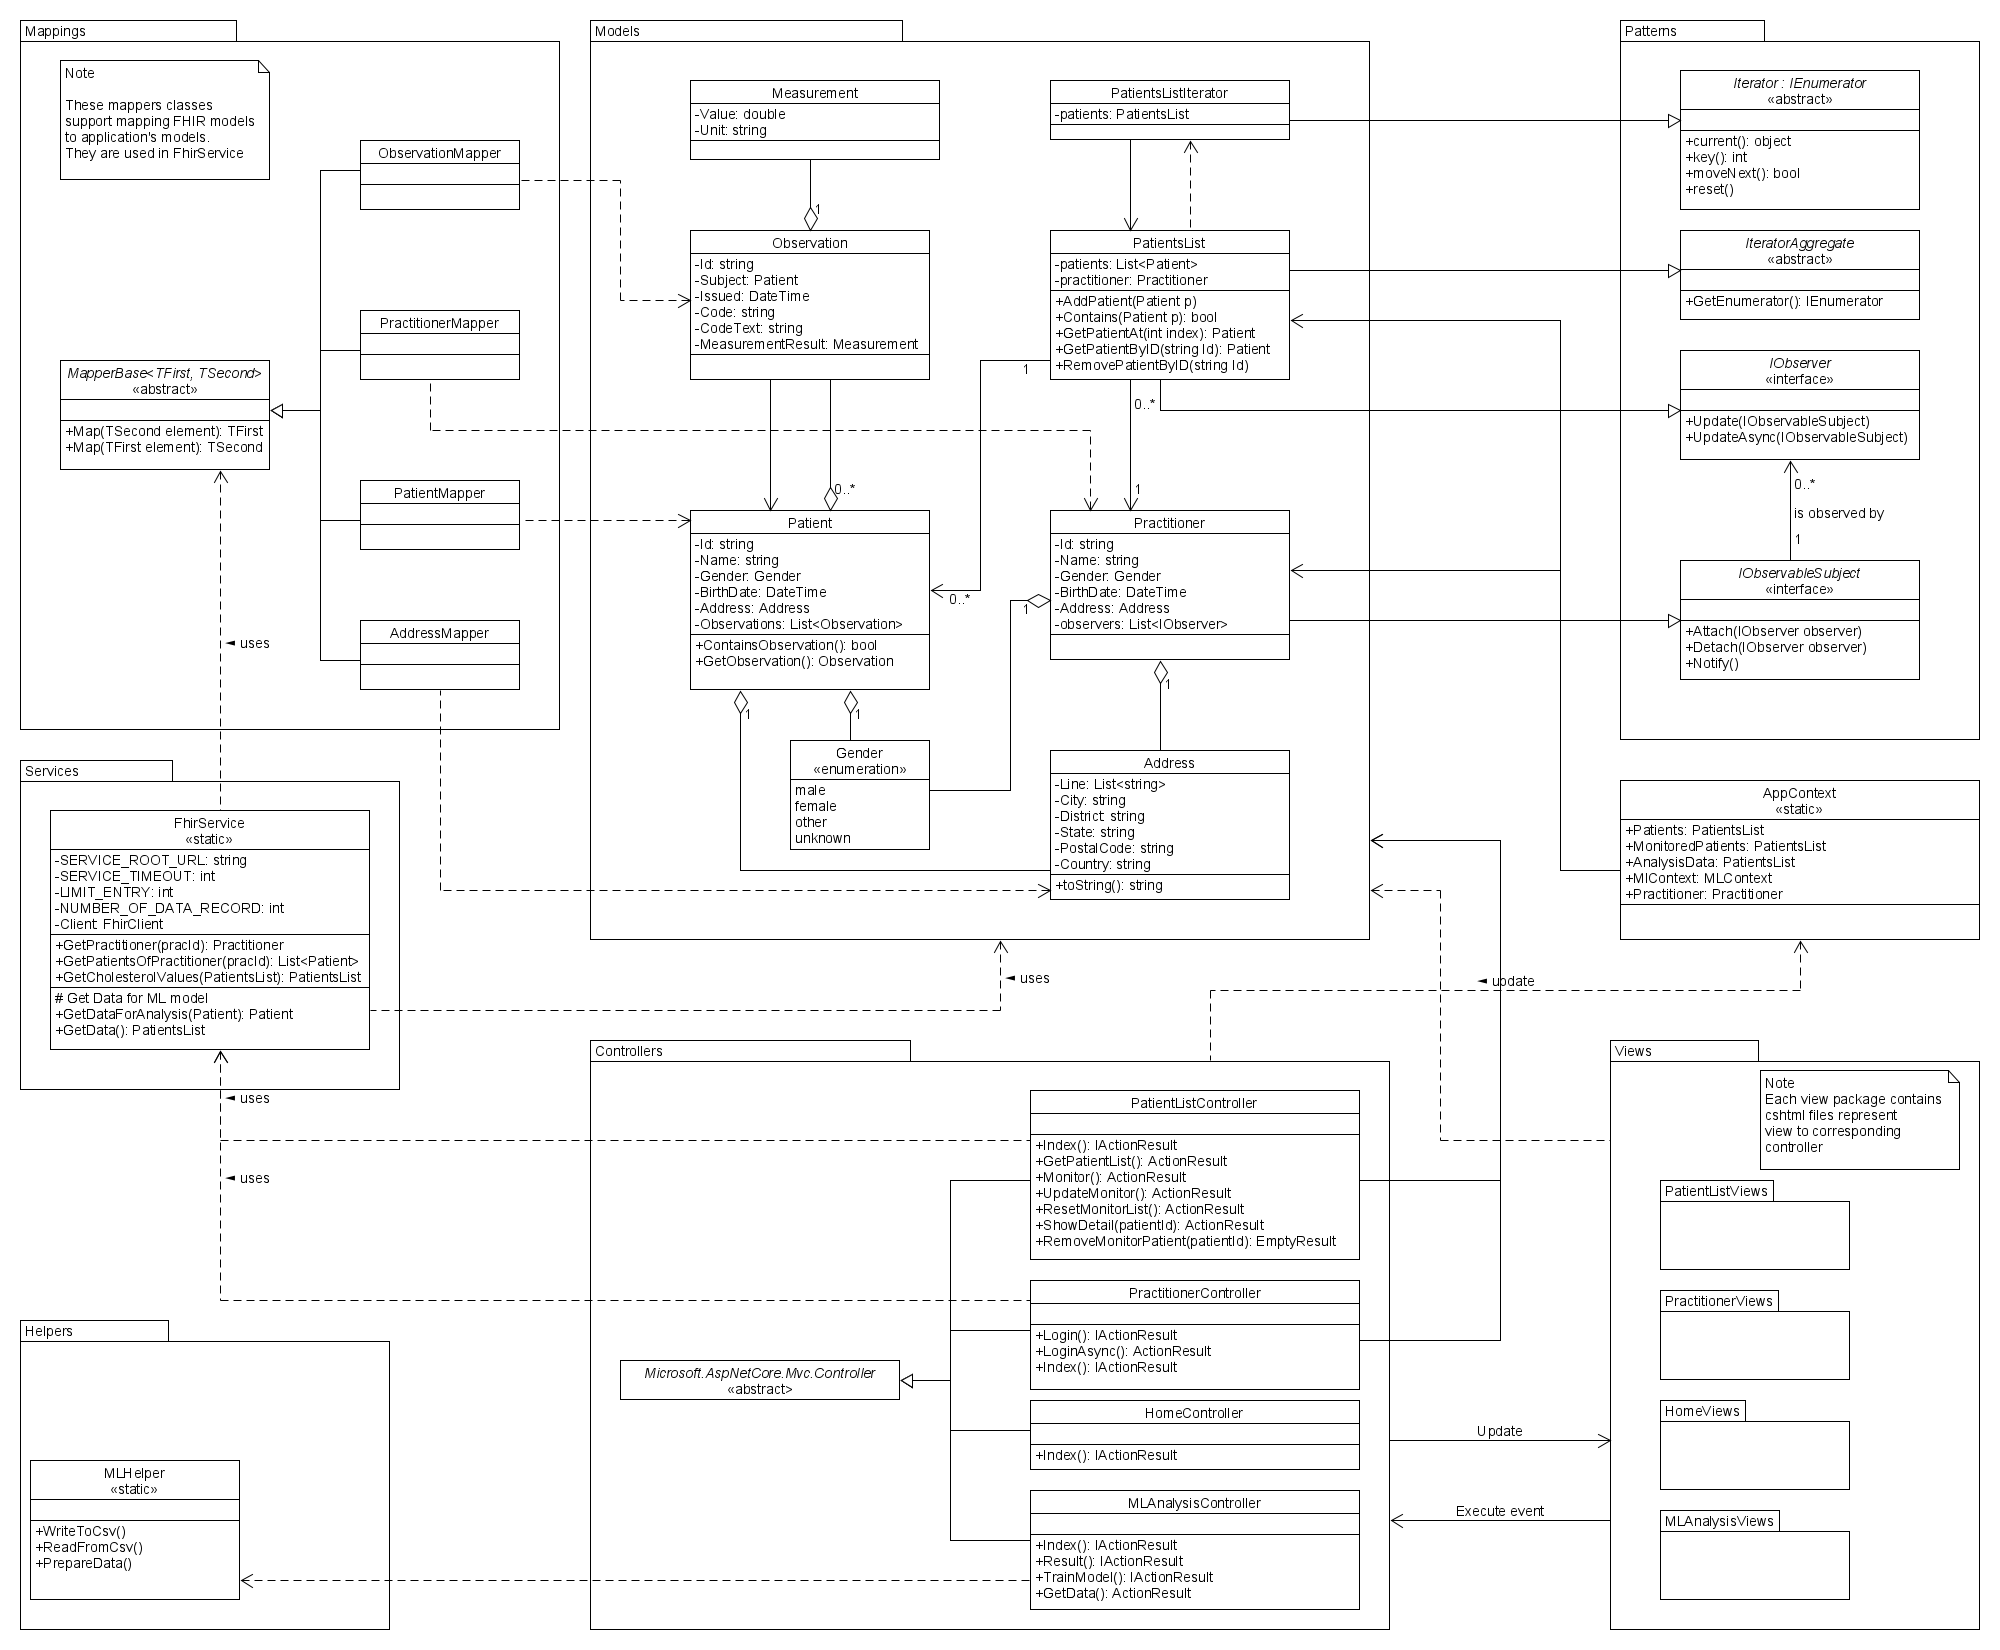 Mappings
Note
These mappers classes
support mapping FHIR models
to application's models.
They are used in FhirService
ObservationMapper
PractitionerMapper
MapperBase<TFirst, TSecond>
«abstract»
+Map(TSecond element): TFirst
+Map(TFirst element): TSecond
PatientMapper
AddressMapper
◄ uses
Services
FhirService
«static»
-SERVICE_ROOT_URL: string
-SERVICE_TIMEOUT: int
-LIMIT_ENTRY: int
-NUMBER_OF_DATA_RECORD: int
-Client: FhirClient
+GetPractitioner(pracId): Practitioner
+GetPatientsOfPractitioner(pracId): List<Patient>
+GetCholesterolValues(PatientsList): PatientsList
# Get Data for ML model
+GetDataForAnalysis(Patient): Patient
+GetData(): PatientsList
◄ uses
◄ uses
Helpers
MLHelper
«static»
+WriteToCsv()
+ReadFromCsv()
+PrepareData()
Models
Measurement
-Value: double
-Unit: string
1
Observation
-Id: string
-Subject: Patient
-Issued: DateTime
-Code: string
-CodeText: string
-MeasurementResult: Measurement
0..*
Patient
-Id: string
-Name: string
-Gender: Gender
-BirthDate: DateTime
-Address: Address
-Observations: List<Observation>
+ContainsObservation(): bool
+GetObservation(): Observation
1
1
Gender
«enumeration»
male
female
other
unknown
PatientsListIterator
-patients: PatientsList
PatientsList
-patients: List<Patient>
-practitioner: Practitioner
+AddPatient(Patient p)
+Contains(Patient p): bool
+GetPatientAt(int index): Patient
+GetPatientByID(string Id): Patient
+RemovePatientByID(string Id)
1
0..*
0..*
1
Practitioner
-Id: string
-Name: string
-Gender: Gender
-BirthDate: DateTime
-Address: Address
-observers: List<IObserver>
1
1
Address
-Line: List<string>
-City: string
-District: string
-State: string
-PostalCode: string
-Country: string
+toString(): string
◄ uses
Patterns
Iterator : IEnumerator
«abstract»
+current(): object
+key(): int
+moveNext(): bool
+reset()
IteratorAggregate
«abstract»
+GetEnumerator(): IEnumerator
IObserver
«interface»
+Update(IObservableSubject)
+UpdateAsync(IObservableSubject)
0..*
is observed by
1
IObservableSubject
«interface»
+Attach(IObserver observer)
+Detach(IObserver observer)
+Notify()
AppContext
«static»
+Patients: PatientsList
+MonitoredPatients: PatientsList
+AnalysisData: PatientsList
+MlContext: MLContext
+Practitioner: Practitioner
◄ update
Controllers
PatientListController
+Index(): IActionResult
+GetPatientList(): ActionResult
+Monitor(): ActionResult
+UpdateMonitor(): ActionResult
+ResetMonitorList(): ActionResult
+ShowDetail(patientId): ActionResult
+RemoveMonitorPatient(patientId): EmptyResult
PractitionerController
+Login(): IActionResult
+LoginAsync(): ActionResult
+Index(): IActionResult
Microsoft.AspNetCore.Mvc.Controller
«abstract>
HomeController
+Index(): IActionResult
MLAnalysisController
+Index(): IActionResult
+Result(): IActionResult
+TrainModel(): IActionResult
+GetData(): ActionResult
Update
Execute event
Views
Note
Each view package contains
cshtml files represent
view to corresponding
controller
PatientListViews
PractitionerViews
HomeViews
MLAnalysisViews